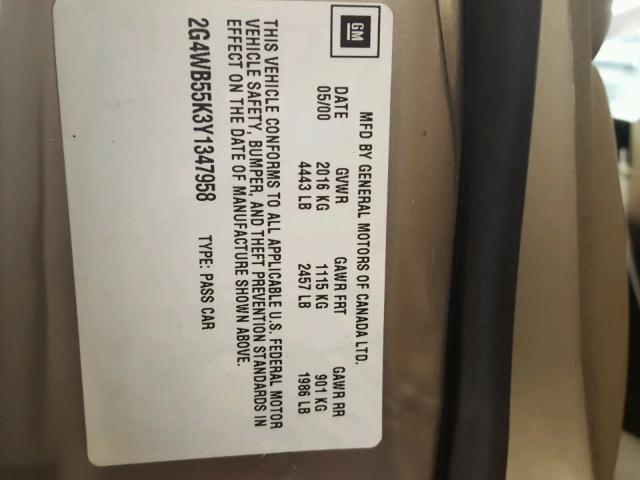 GM
MFD BY GENERAL MOTORS OF CANADA LTD.
DATE GVWR GAWR FRT GAWR RR
05/00 2016 KG 1115 KG 901 KG
4443 LB 2457 LB 1986 LB
THIS VEHICLE CONFORMS TO ALL APPLICABLE U.S. FEDERAL MOTOR
VEHICLE SAFETY, BUMPER, AND THEFT PREVENTION STANDARDS IN
EFFECT ON THE DATE OF MANUFACTURE SHOWN ABOVE.
2G4WB55K3Y1347958 TYPE: PASS CAR